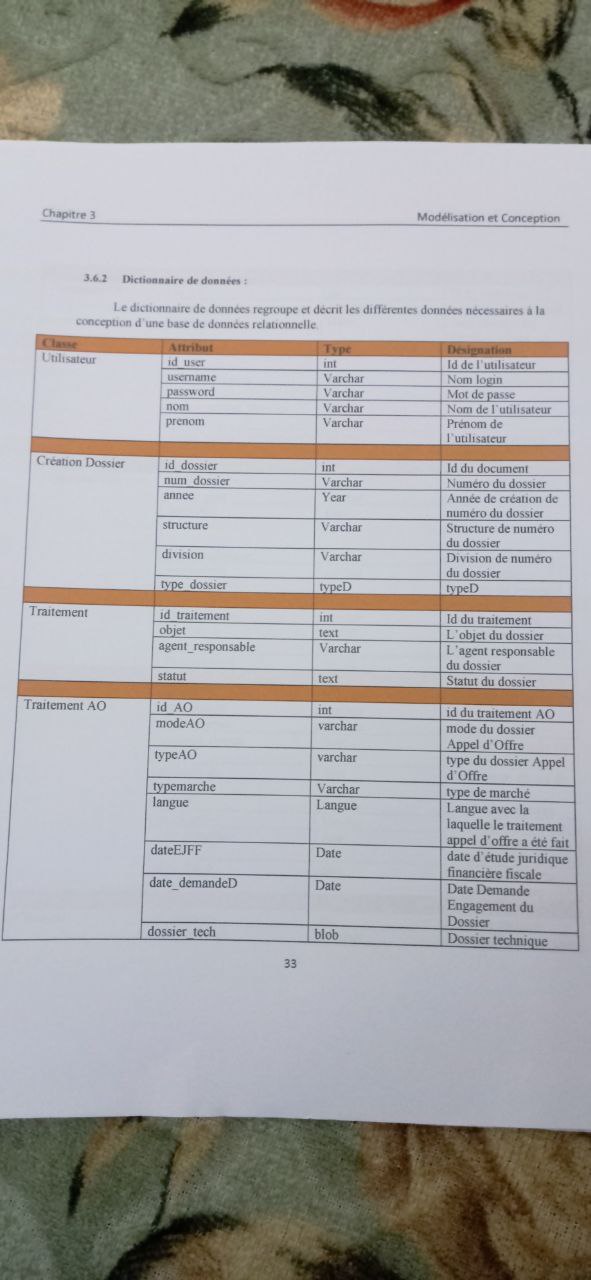 Chapitre 3 Modélisation et Conception
3.6.2 Dictionnaire de données :
Le dictionnaire de données regroupe et décrit les différentes données nécessaires à la
conception d'une base de données relationnelle.
Classe Attribut Type Désignation
Utilisateur id_user int Id de l'utilisateur
username Varchar Nom login
password Varchar Mot de passe
nom Varchar Nom de l'utilisateur
prenom Varchar Prénom de
l'utilisateur
Création Dossier id_dossier int Id du document
num_dossier Varchar Numéro du dossier
annee Year Année de création de
numéro du dossier
structure Varchar Structure de numéro
du dossier
division Varchar Division de numéro
du dossier
type_dossier typeD typeD
Traitement id_traitement int Id du traitement
objet text L'objet du dossier
agent_responsable Varchar L'agent responsable
du dossier
statut text Statut du dossier
Traitement AO id_AO int id du traitement AO
modeAO varchar mode du dossier
Appel d'Offre
typeAO varchar type du dossier Appel
d'Offre
typemarche Varchar type de marché
langue Langue Langue avec la
laquelle le traitement
appel d'offre a été fait
dateEJFF Date date d'étude juridique
financière fiscale
date_demandeD Date Date Demande
Engagement du
Dossier
dossier_tech blob Dossier technique
33